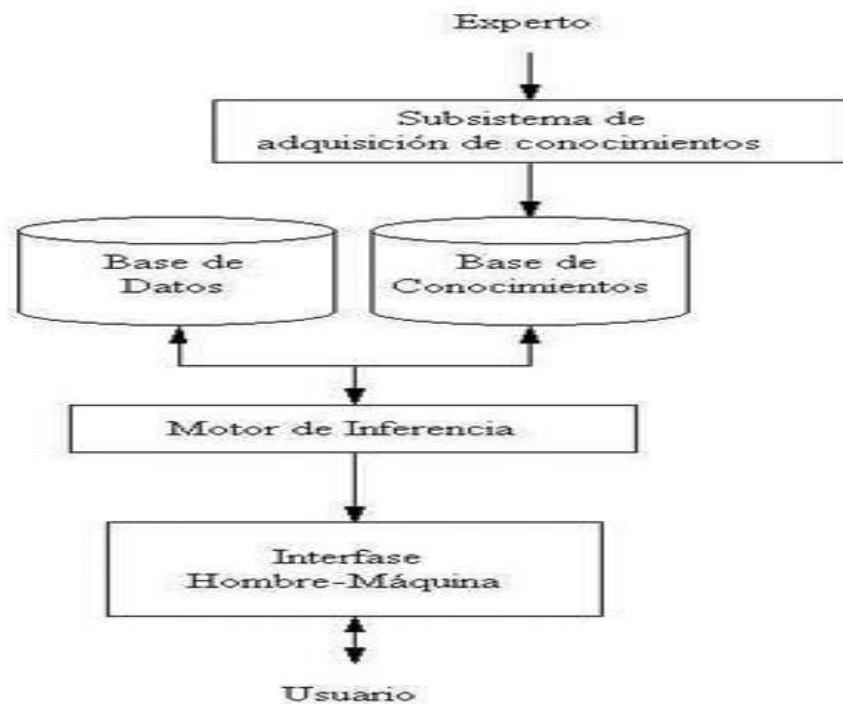 Experto
Subsistema de
adquisición de conocimientos
Base de
Datos
Base de
Conocimientos
Motor de Inferencia
Interfase
Hombre-Máquina
Usuario